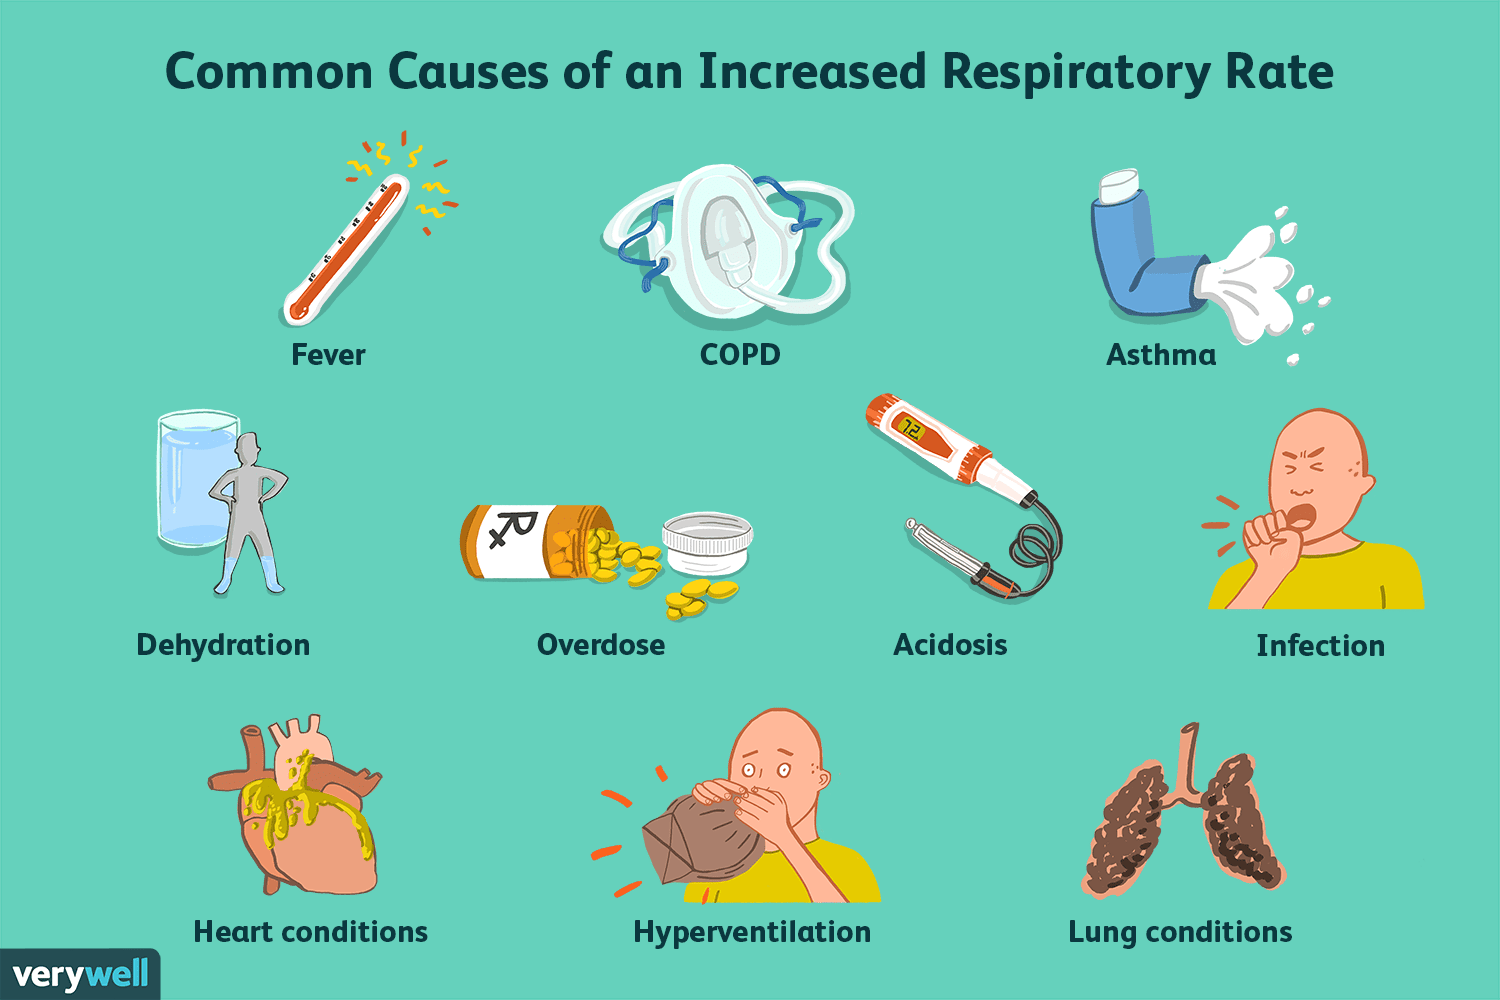 Common Causes of an Increased Respiratory Rate
Fever
COPD
Asthma
7.2
Rx
Dehydration
Overdose
Acidosis
Infection
Heart conditions
Hyperventilation
Lung conditions
verywell